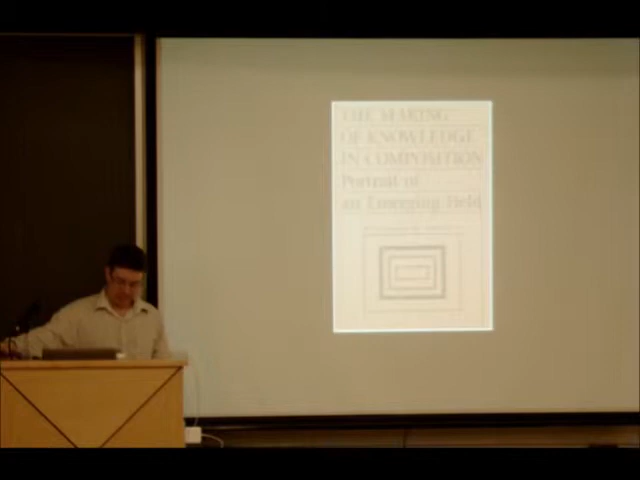 THE MAKING
OF KNOWLEDGE
IN COMPOSITION
Portrait of
an Emerging Field